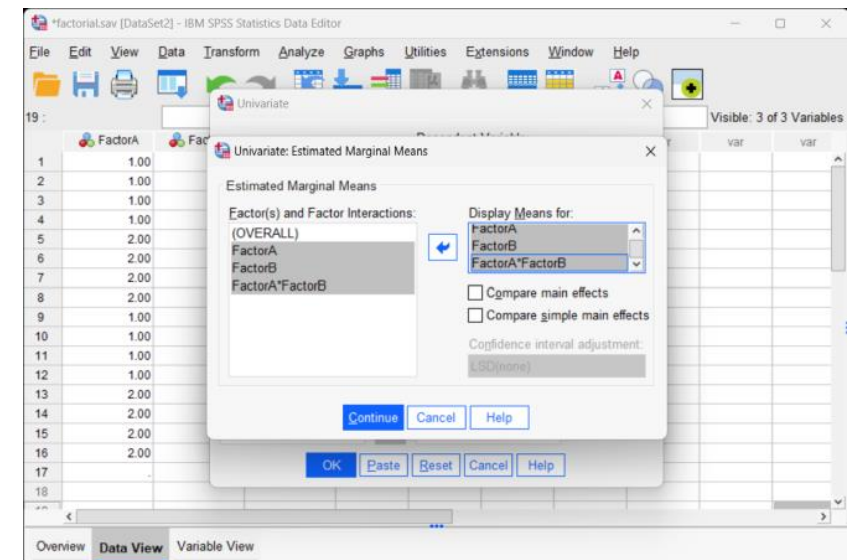 *factorial.sav [DataSet2] - IBM SPSS Statistics Data Editor
File Edit View Data Transform Analyze Graphs Utilities Extensions Window Help
Univariate
19 :
Visible: 3 of 3 Variables
FactorA
var var
Univariate: Estimated Marginal Means
Estimated Marginal Means
Factor(s) and Factor Interactions:
(OVERALL)
FactorA
FactorB
FactorA*FactorB
Display Means for:
FactorA
FactorB
FactorA*FactorB
Compare main effects
Compare simple main effects
Confidence interval adjustment:
LSD(none)
Continue Cancel Help
OK Paste Reset Cancel Help
1 1.00
2 1.00
3 1.00
4 1.00
5 2.00
6 2.00
7 2.00
8 2.00
9 1.00
10 1.00
11 1.00
12 1.00
13 2.00
14 2.00
15 2.00
16 2.00
17 .
18
Overview Data View Variable View